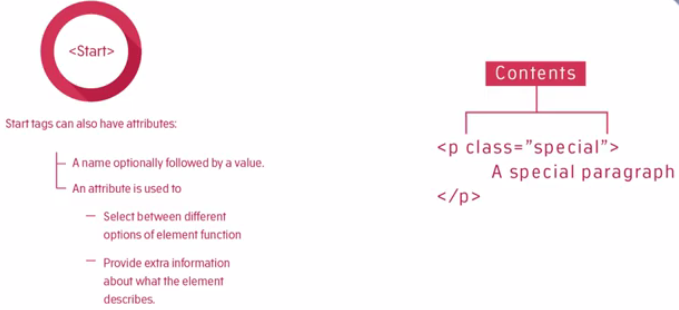 <Start>
Start tags can also have attributes:
A name optionally followed by a value.
An attribute is used to
Select between different
options of element function
Provide extra information
about what the element
describes.
Contents
<p class=”special”>
A special paragraph
</p>